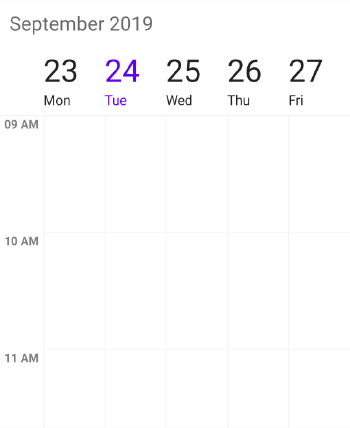 September 2019
23 24 25 26 27
Mon Tue Wed Thu Fri
09 AM
10 AM
11 AM